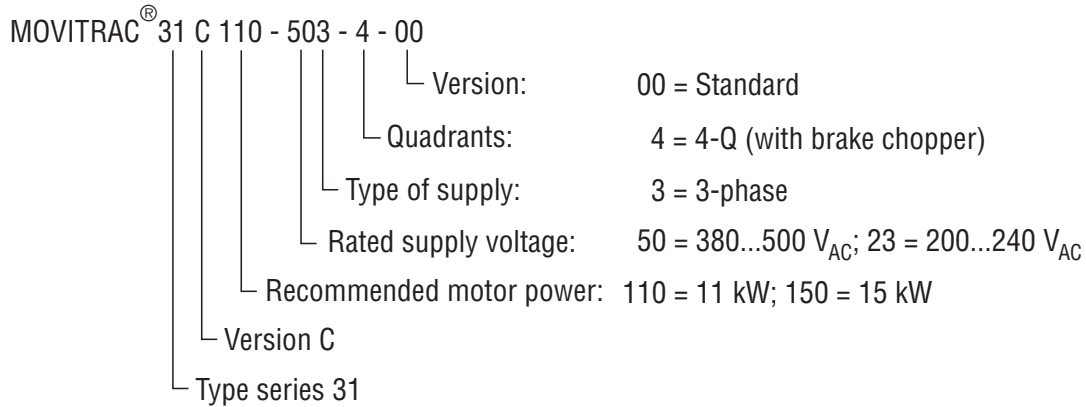 MOVITRAC®31 C 110 - 503 - 4 - 00
Version: 00 = Standard
Quadrants: 4 = 4-Q (with brake chopper)
Type of supply: 3 = 3-phase
Rated supply voltage: 50 = 380...500 VAC; 23 = 200...240 VAC
Recommended motor power: 110 = 11 kW; 150 = 15 kW
Version C
Type series 31